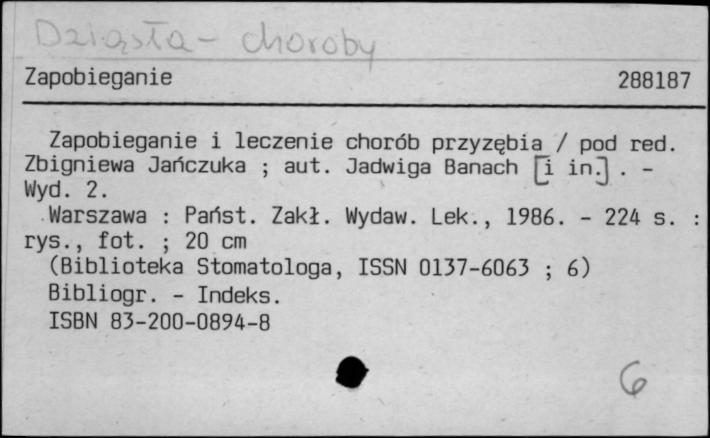 Dziąsła - choroby
Zapobieganie 288187
Zapobieganie i leczenie chorób przyzębia / pod red.
Zbigniewa Jańczuka ; aut. Jadwiga Banach [i in.] . -
Wyd. 2.
Warszawa : Państ. Zakł. Wydaw. Lek., 1986. - 224 s. :
rys., fot. ; 20 cm
(Biblioteka Stomatologa, ISSN 0137-6063 ; 6)
Bibliogr. - Indeks.
ISBN 83-200-0894-8
6